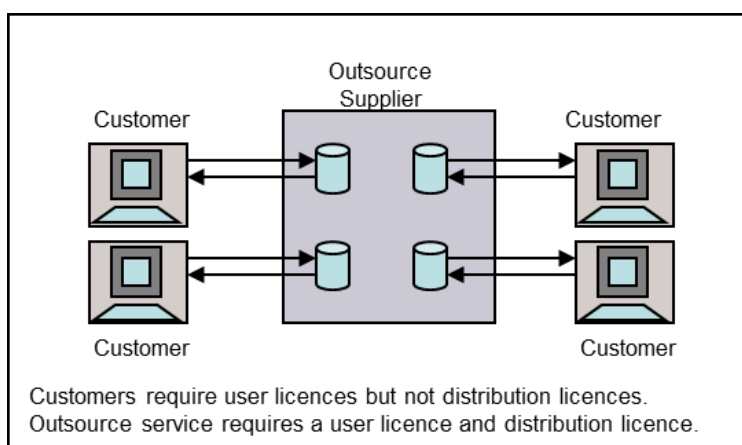 Outsource
Supplier
Customer
Customer
Customer
Customer
Customers require user licences but not distribution licences.
Outsource service requires a user licence and distribution licence.